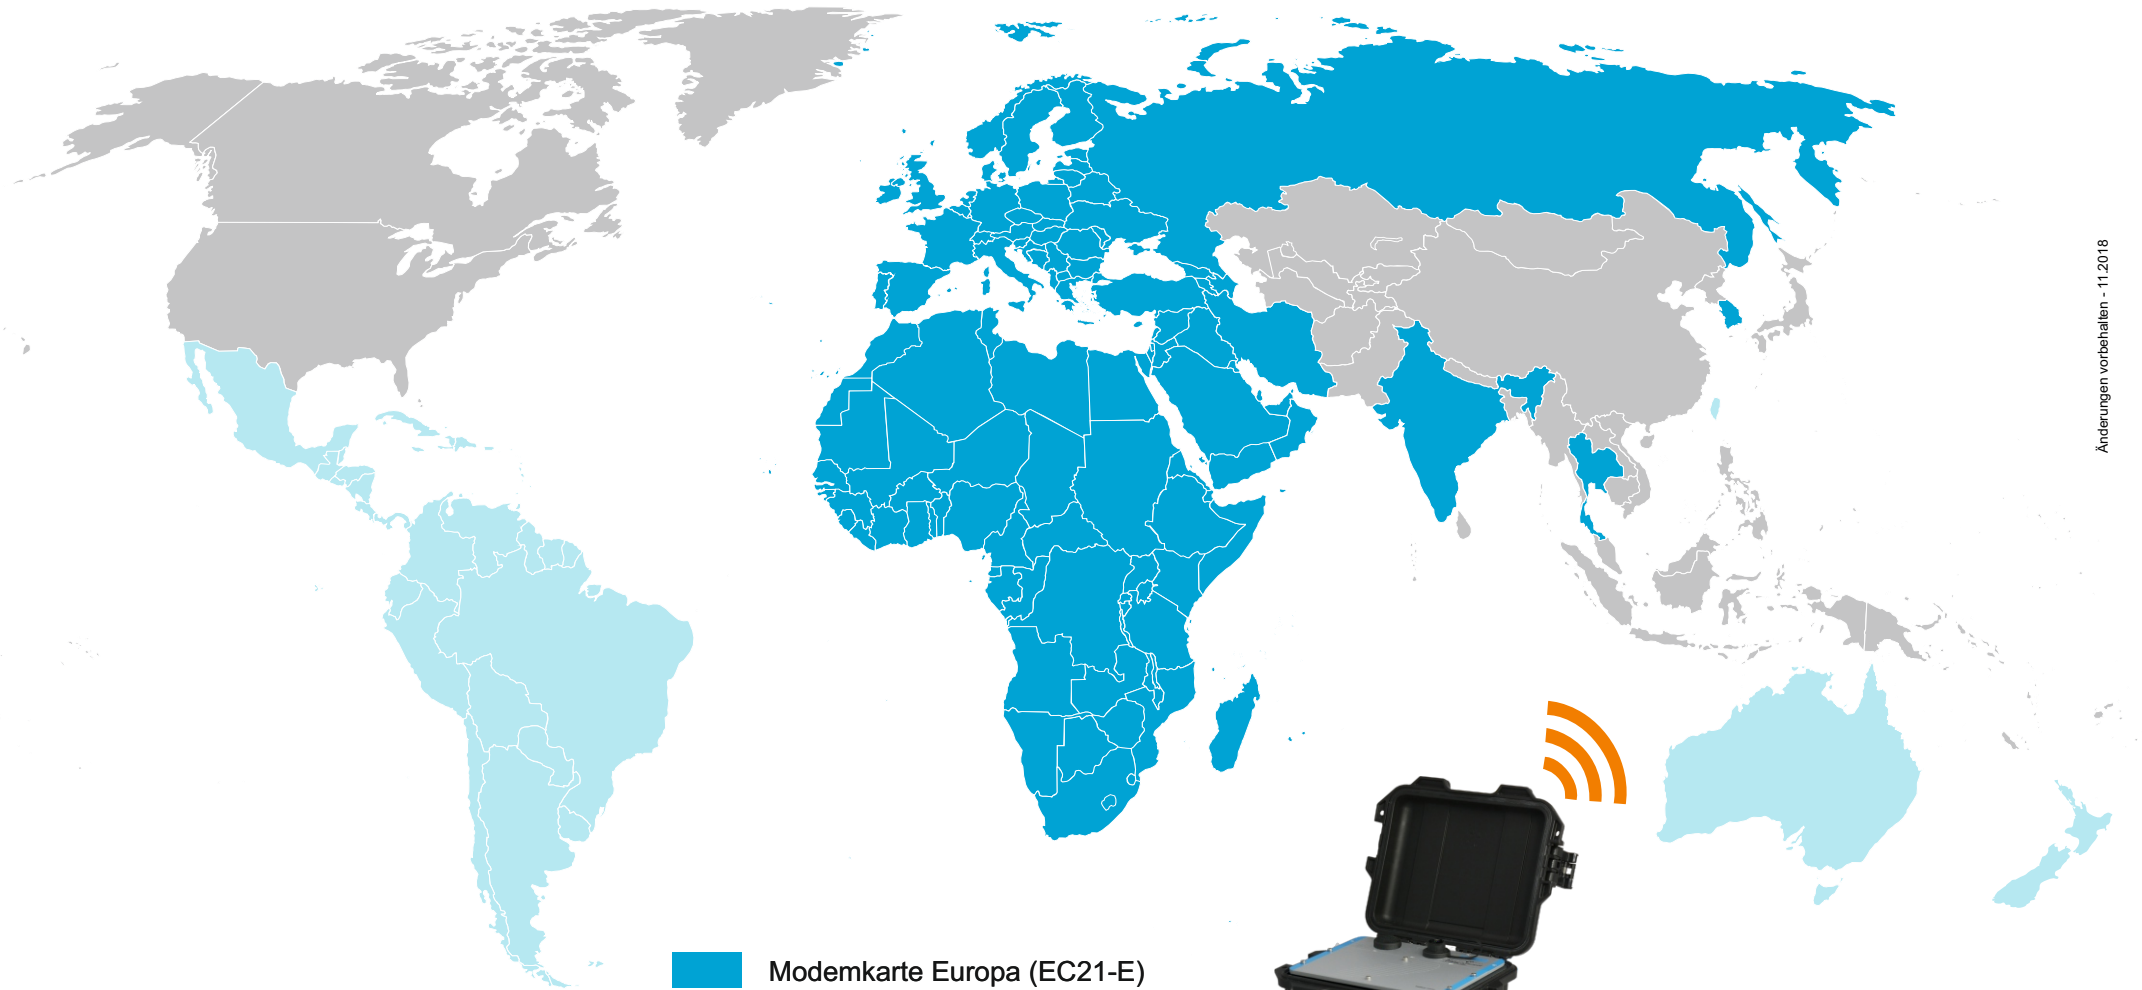 Änderungen vorbehalten - 11.2018
Modemkarte Europa (EC21-E)